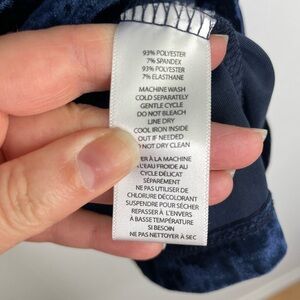 93% POLYESTER
7% SPANDEX
93% POLYESTER
7% ELASTHANE
MACHINE WASH
COLD SEPARATELY
GENTLE CYCLE
DO NOT BLEACH
LINE DRY
COOL IRON INSIDE
OUT IF NEEDED
DO NOT DRY CLEAN
À LA MACHINE
À L'EAU FROIDE AU
CYCLE DÉLICAT
SÉPARÉMENT
NE PAS UTILISER DE
CHLORURE DÉCOLORANT
SUSPENDRE POUR SÉCHER
REPASSER À L'ENVERS
À BASSE TEMPÉRATURE
SI BESOIN
NE PAS NETTOYER À SEC